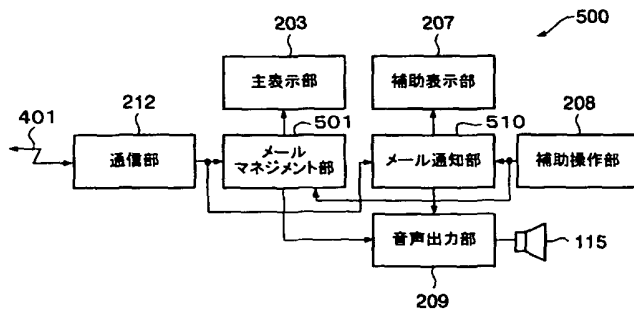 203
207
500
主表示部
補助表示部
212
501
510
208
401
通信部
メール
マネジメント部
メール通知部
補助操作部
音声出力部
115
209